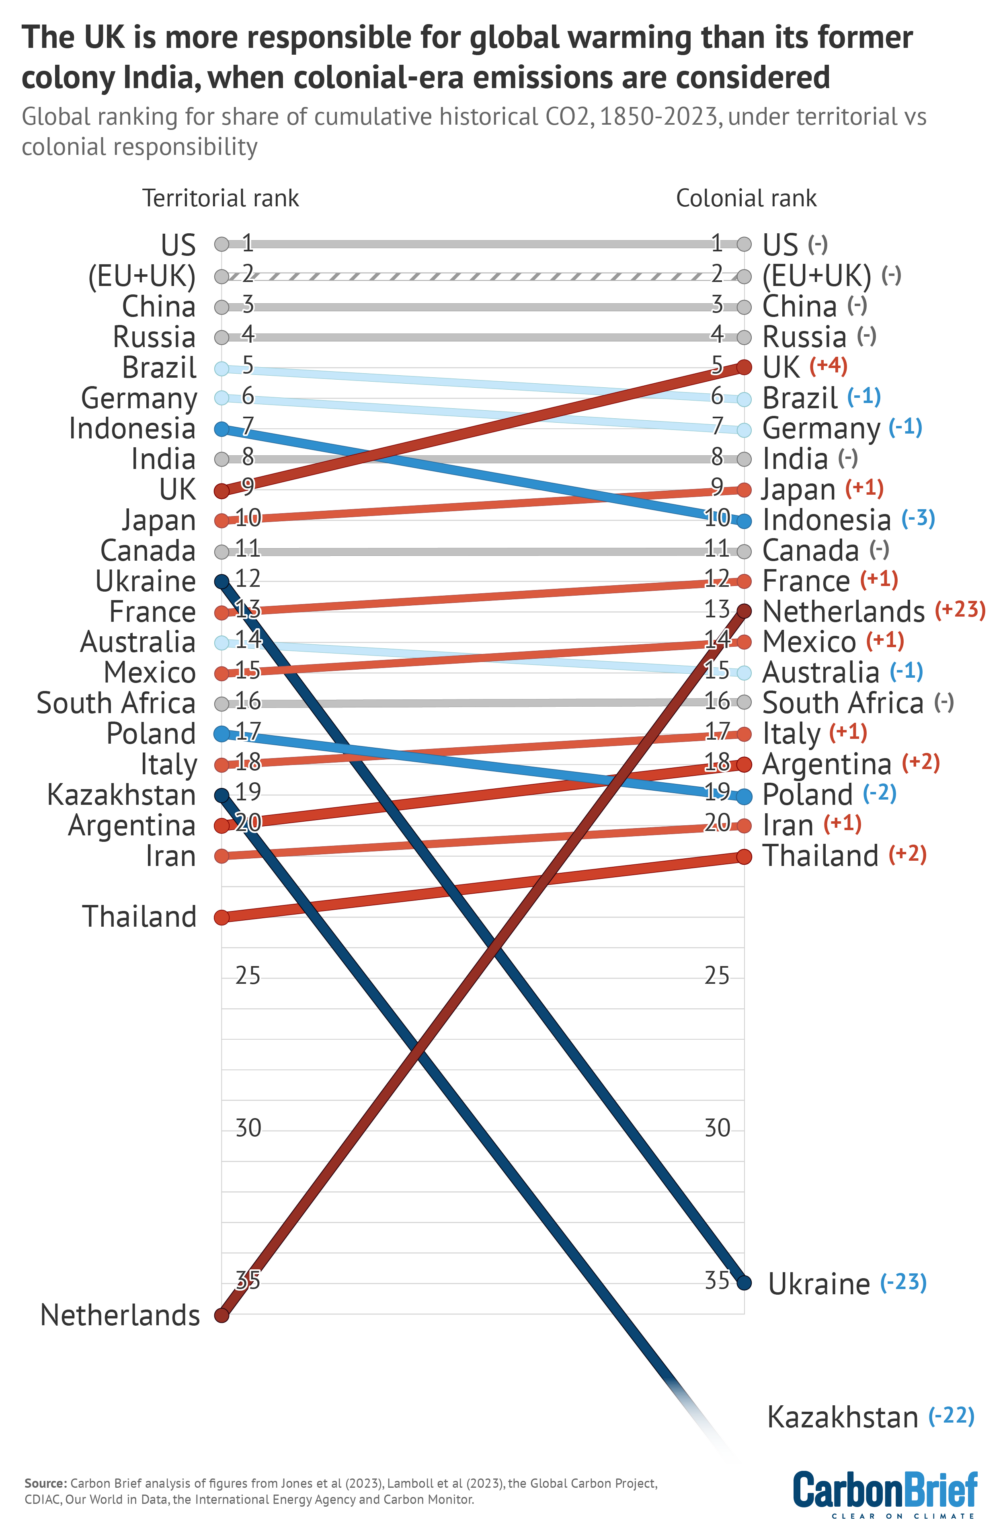 The UK is more responsible for global warming than its former
colony India, when colonial-era emissions are considered
Global ranking for share of cumulative historical CO2, 1850-2023, under territorial vs
colonial responsibility
Territorial rank
Colonial rank
US 1 1 US (-)
(EU+UK) 2 2 (EU+UK) (-)
China 3 3 China (-)
Russia 4 4 Russia (-)
Brazil 5 5 UK (+4)
Germany 6 6 Brazil (-1)
Indonesia 7 7 Germany (-1)
India 8 8 India (-)
UK 9 9 Japan (+1)
Japan 10 10 Indonesia (-3)
Canada 11 11 Canada (-)
Ukraine 12 12 France (+1)
France 13 13 Netherlands (+23)
Australia 14 14 Mexico (+1)
Mexico 15 15 Australia (-1)
South Africa 16 16 South Africa (-)
Poland 17 17 Italy (+1)
Italy 18 18 Argentina (+2)
Kazakhstan 19 19 Poland (-2)
Argentina 20 20 Iran (+1)
Iran Thailand (+2)
Thailand
25 25
30 30
35 35 Ukraine (-23)
Netherlands
Kazakhstan (-22)
Source: Carbon Brief analysis of figures from Jones et al (2023), Lamboll et al (2023), the Global Carbon Project,
CDIAC, Our World in Data, the International Energy Agency and Carbon Monitor.
CarbonBrief
CLEAR ON CLIMATE